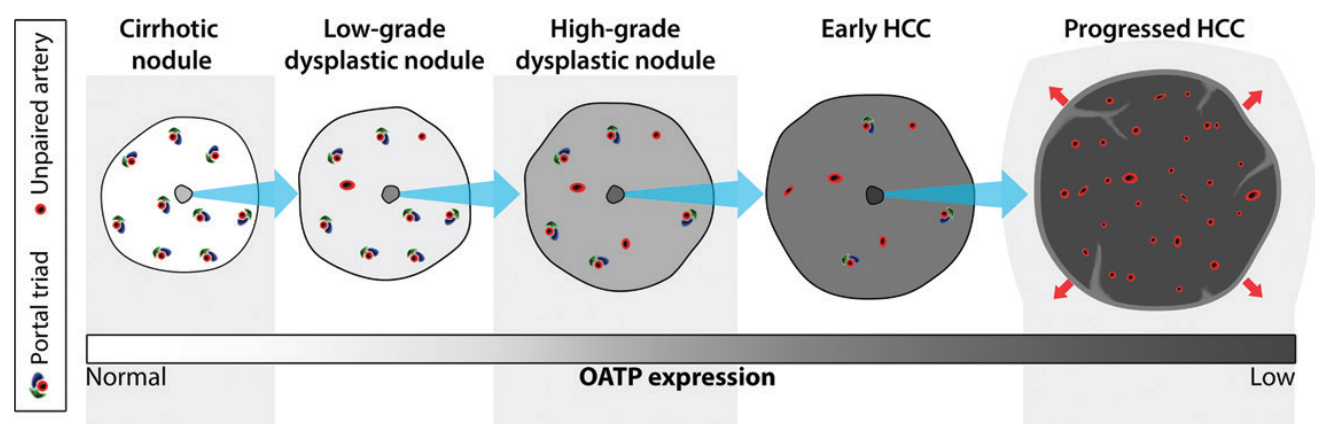 Portal triad
Unpaired artery
Cirrhotic
nodule
Low-grade
dysplastic nodule
High-grade
dysplastic nodule
Early HCC
Progressed HCC
Normal
OATP expression
Low